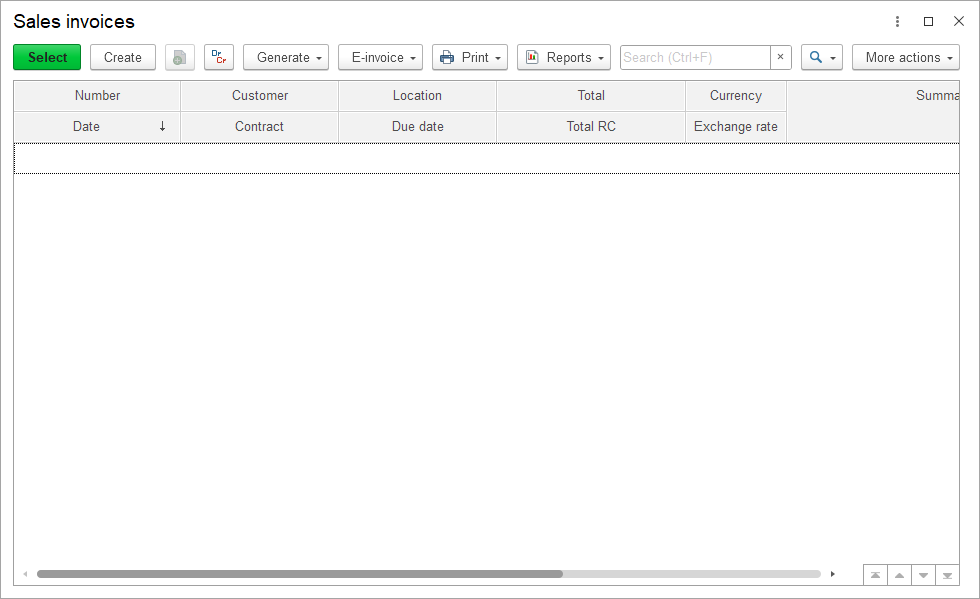 Sales invoices
Select Create Dr Cr Generate E-invoice Print Reports Search (Ctrl+F) × More actions
Number Customer Location Total Currency Summa
Date ↓ Contract Due date Total RC Exchange rate